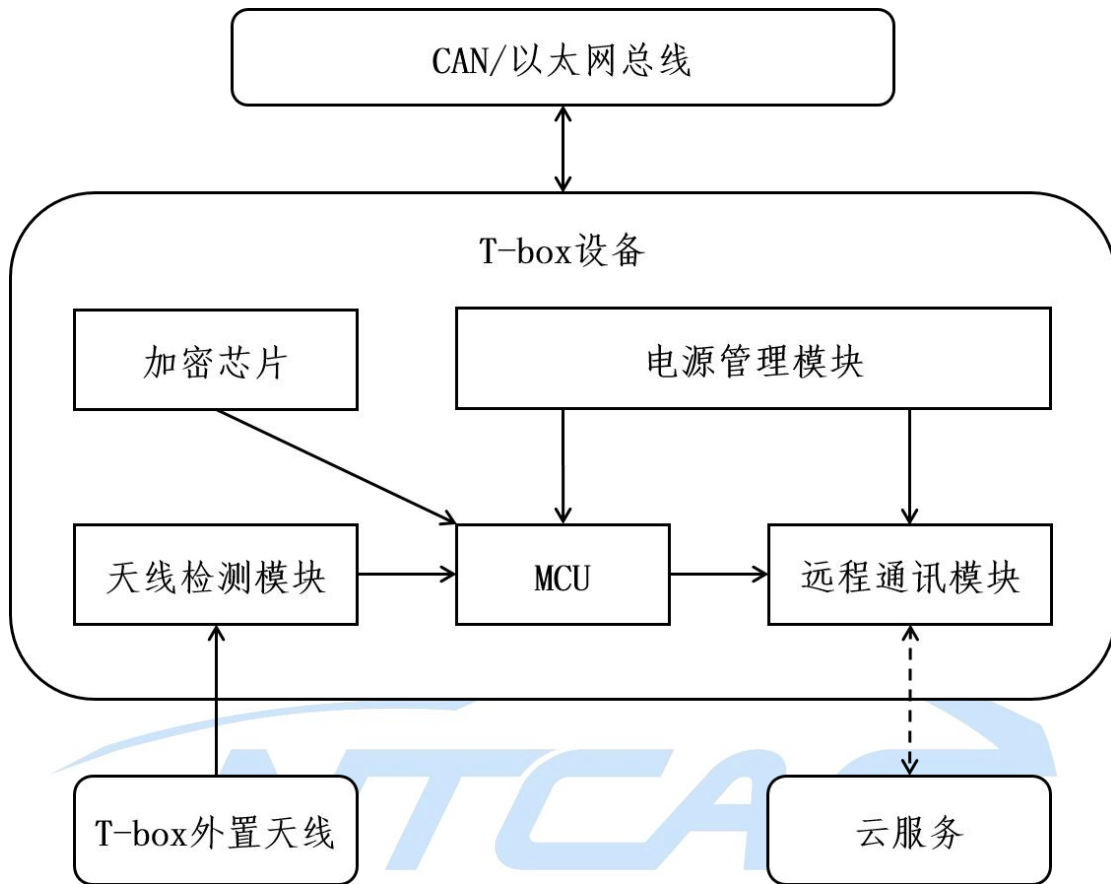 CAN/以太网总线
T-box设备
加密芯片
电源管理模块
天线检测模块
MCU
远程通讯模块
T-box外置天线
云服务
NTCAS